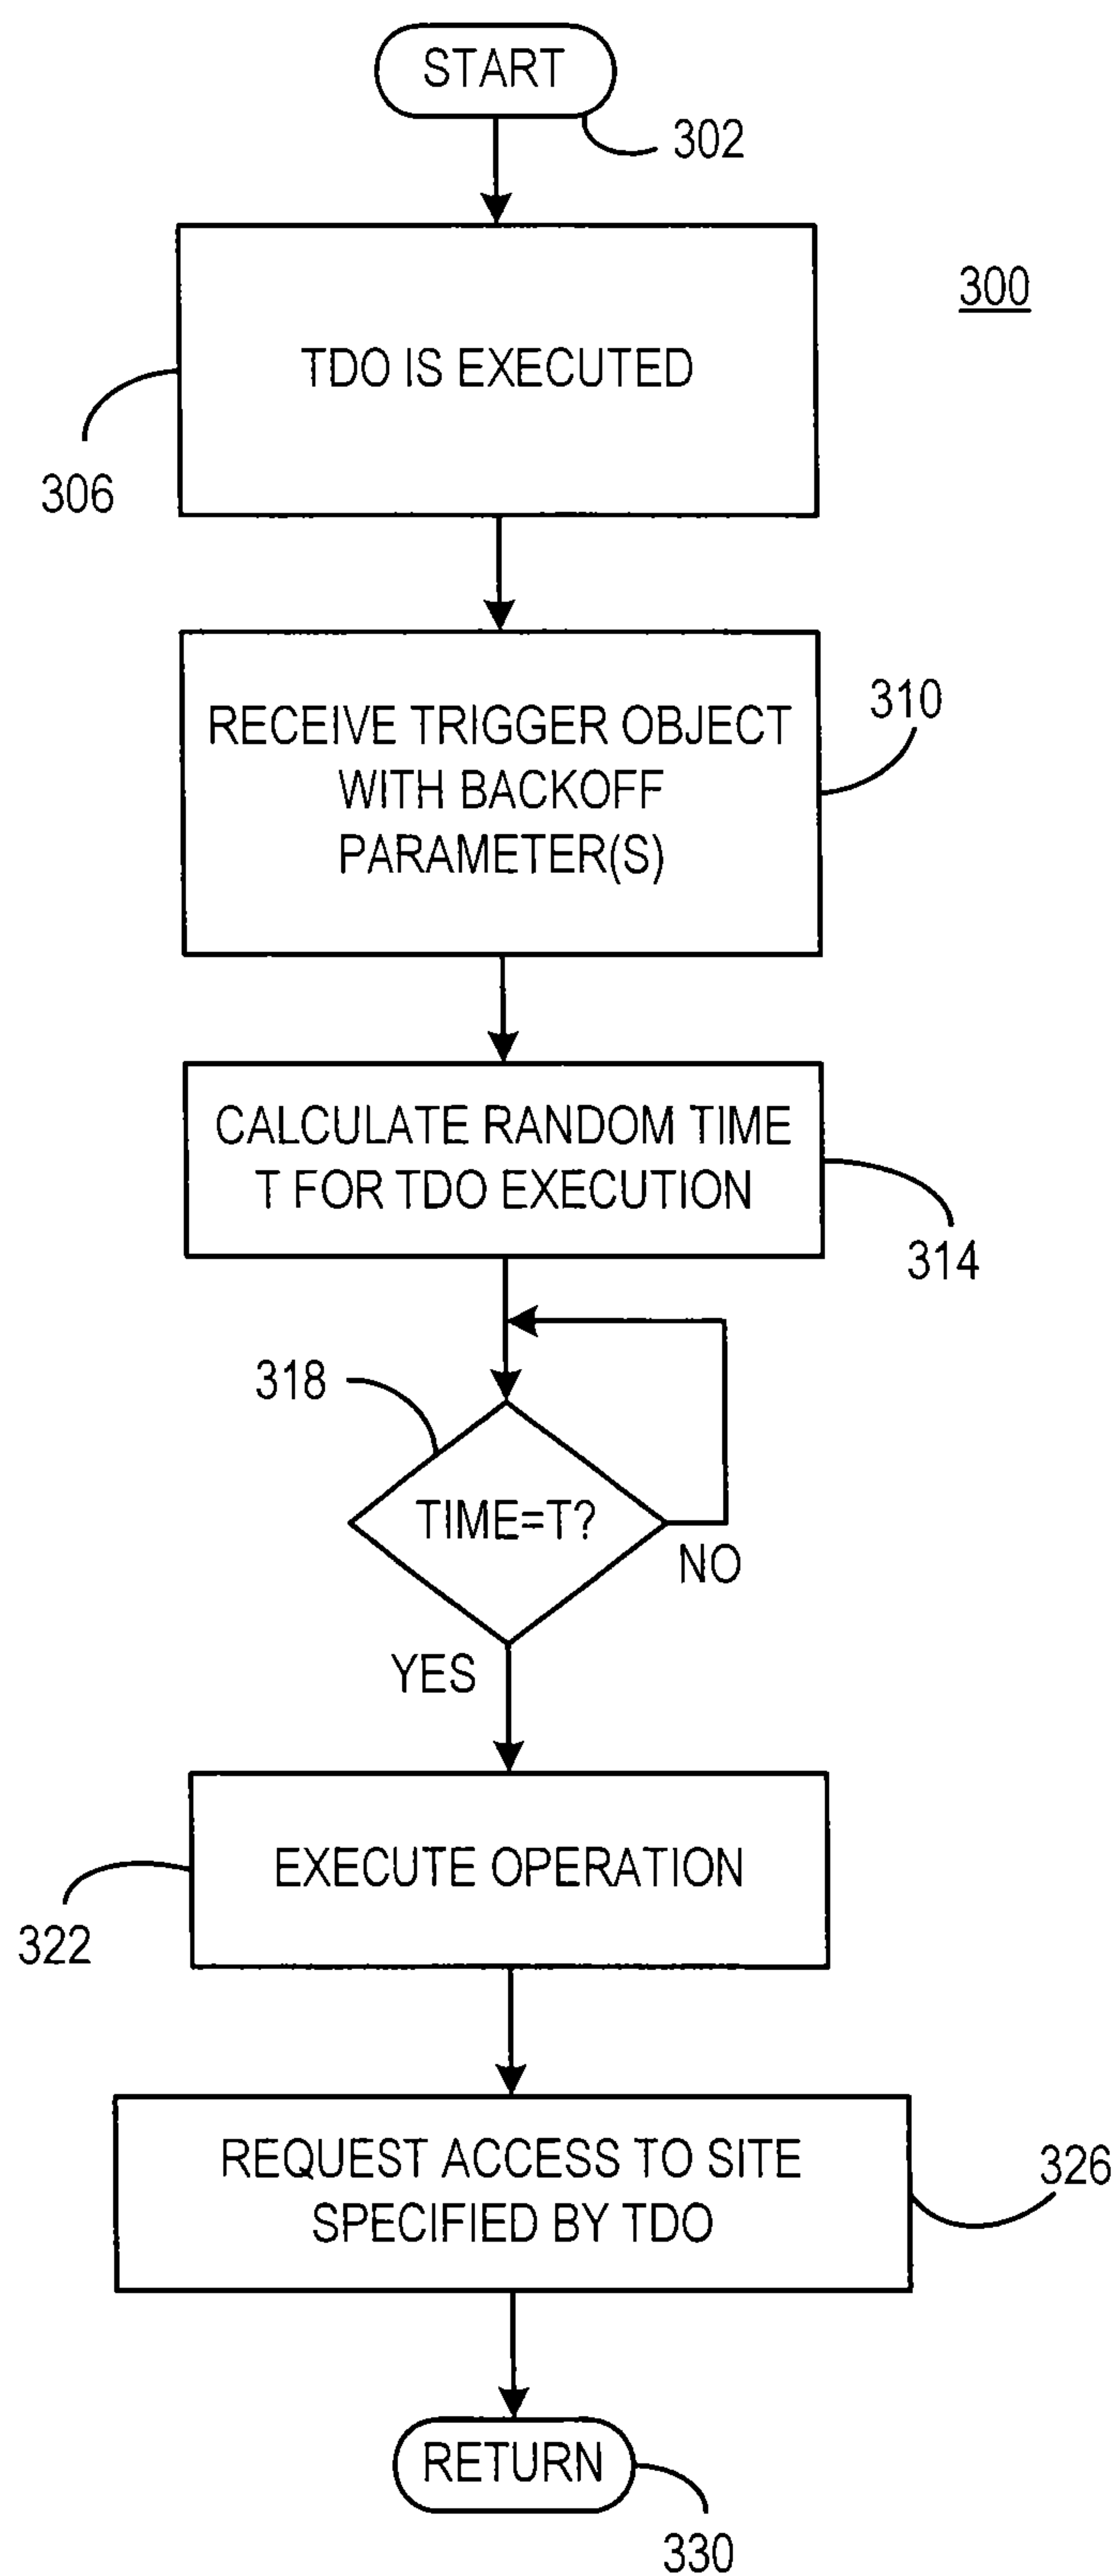 START
302
300
TDO IS EXECUTED
306
RECEIVE TRIGGER OBJECT
WITH BACKOFF
PARAMETER(S)
310
CALCULATE RANDOM TIME
T FOR TDO EXECUTION
314
318
TIME=T?
NO
YES
EXECUTE OPERATION
322
REQUEST ACCESS TO SITE
SPECIFIED BY TDO
326
RETURN
330